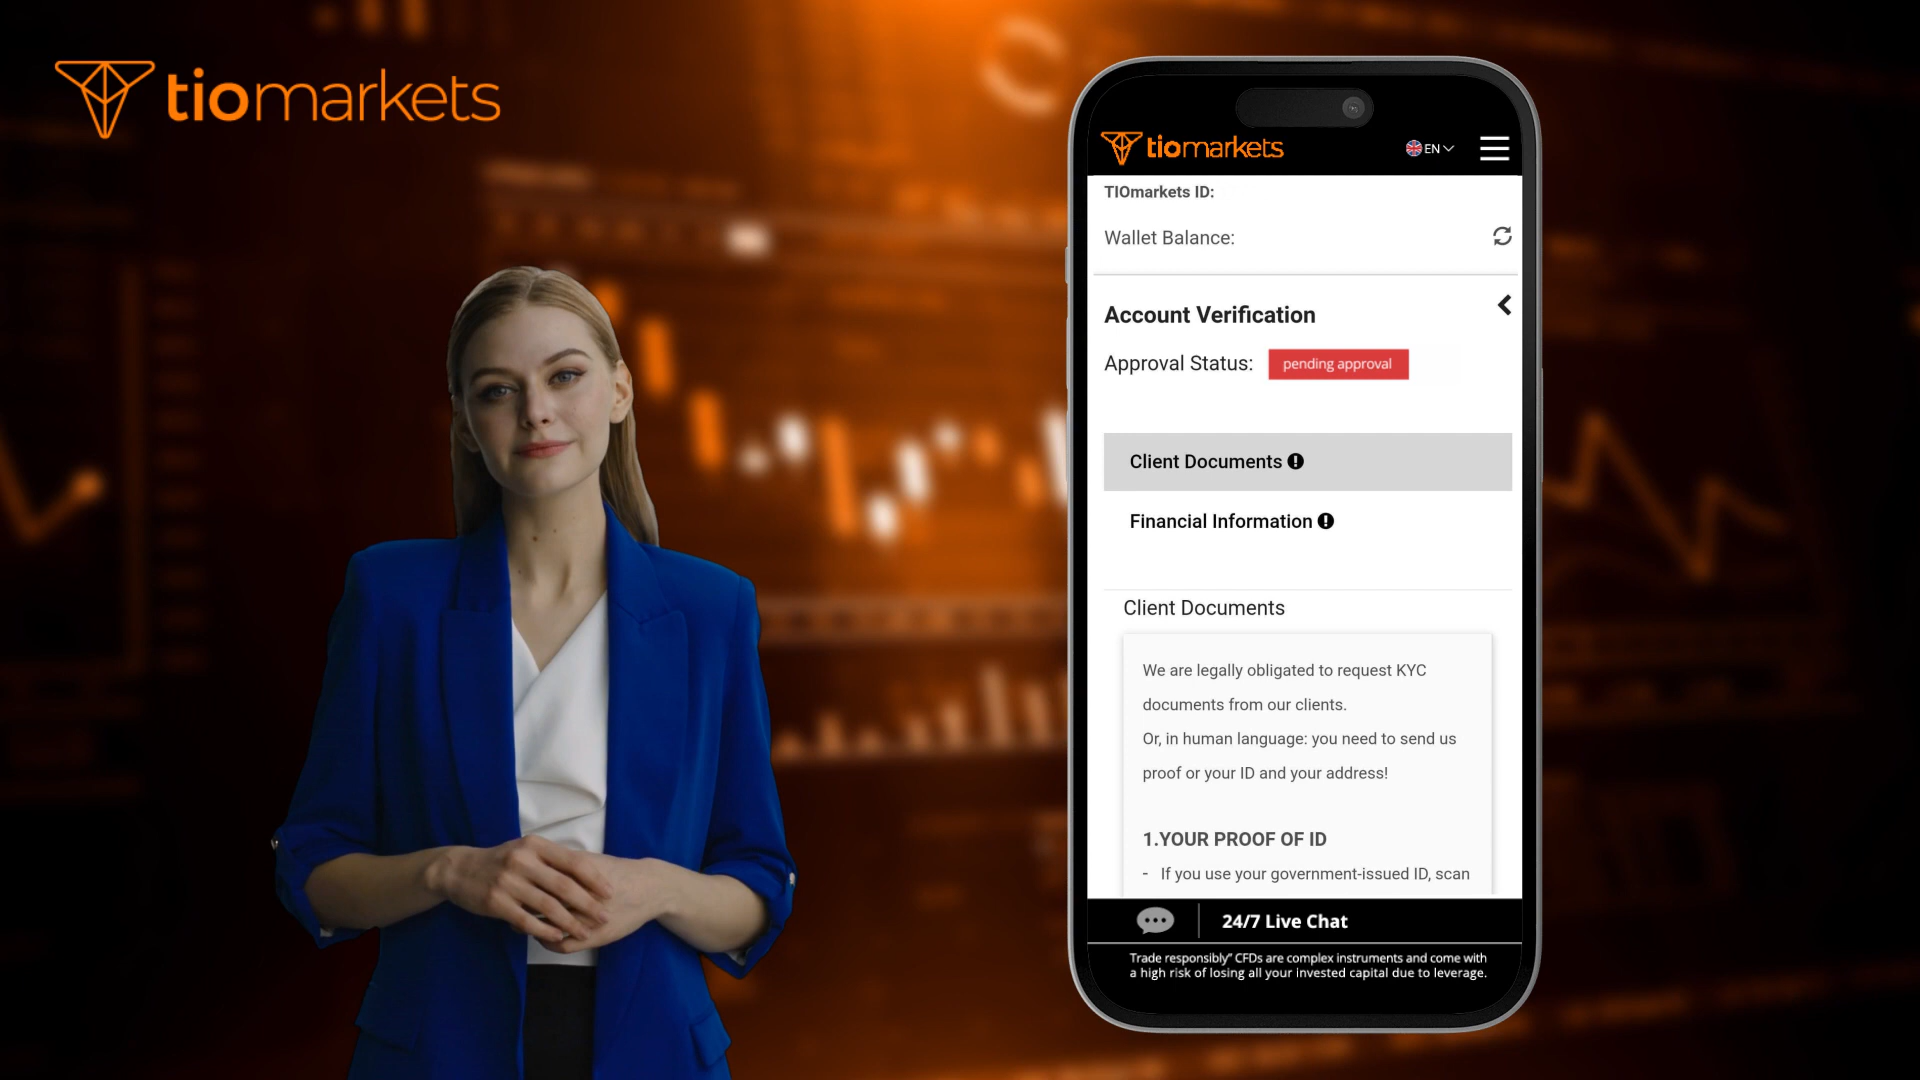 tiomarkets
tiomarkets
EN
TIOmarkets ID:
Wallet Balance:
Account Verification
Approval Status: pending approval
Client Documents
Financial Information
Client Documents
We are legally obligated to request KYC
documents from our clients.
Or, in human language: you need to send us
proof or your ID and your address!
1.YOUR PROOF OF ID
- If you use your government-issued ID, scan
24/7 Live Chat
Trade responsibly” CFDs are complex instruments and come with
a high risk of losing all your invested capital due to leverage.